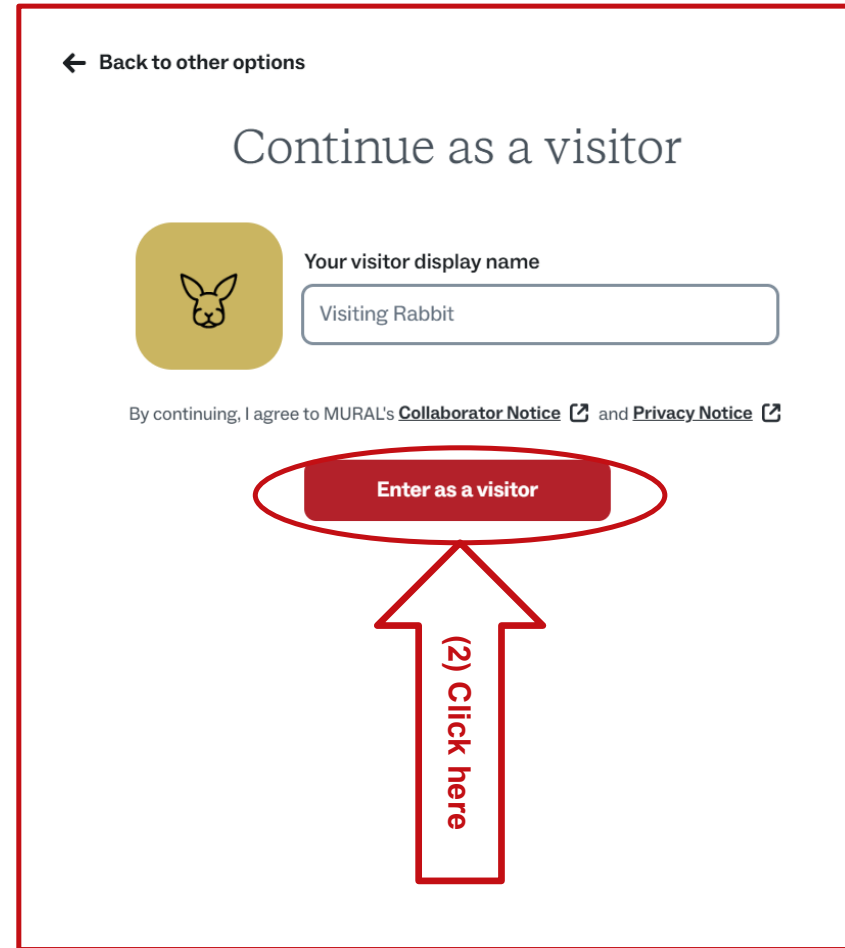 Back to other options
Continue as a visitor
Your visitor display name
Visiting Rabbit
By continuing, I agree to MURAL's Collaborator Notice and Privacy Notice
Enter as a visitor
(2) Click here